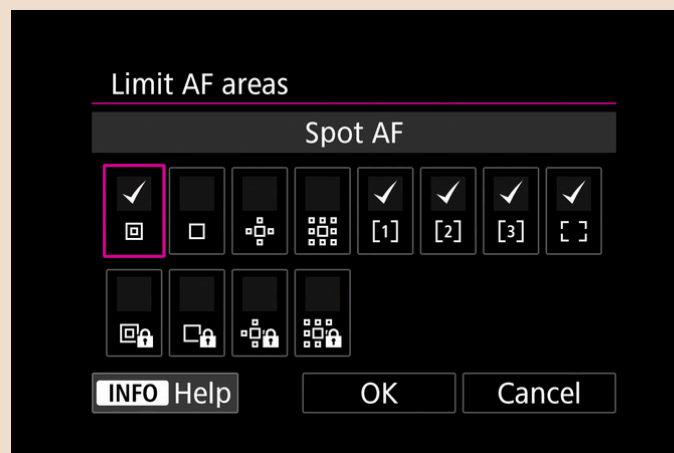 Limit AF areas
Spot AF
[1] [2] [3]
INFO Help OK Cancel